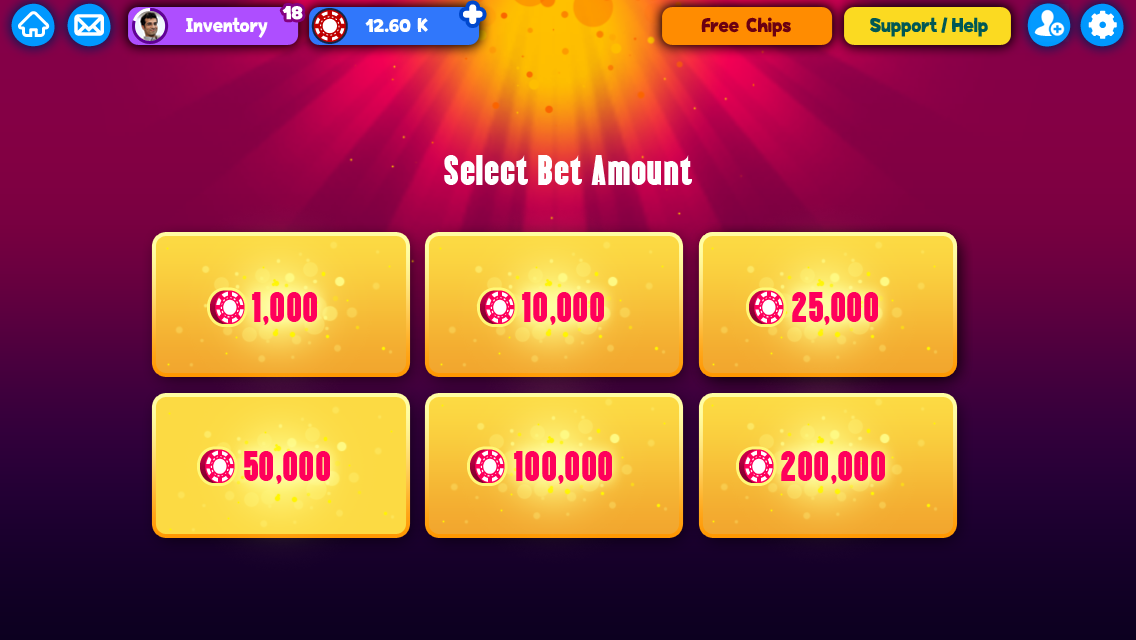 Inventory
18
12.60 K
Free Chips
Support / Help
Select Bet Amount
1,000
10,000
25,000
50,000
100,000
200,000